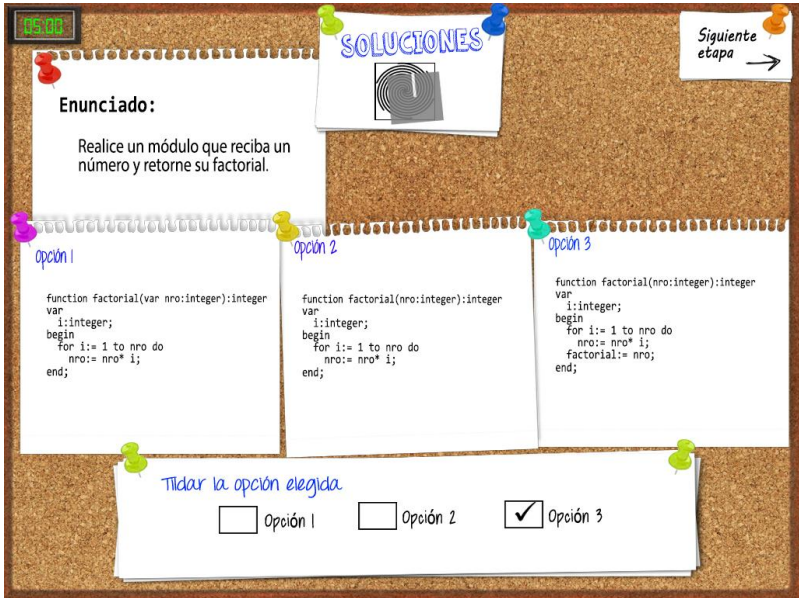 05:00
SOLUCIONES
Siguiente
etapa
Enunciado:
Realice un módulo que reciba un
número y retorne su factorial.
Opción 1
function factorial(var nro:integer):integer
var
i:integer;
begin
for i:= 1 to nro do
nro:= nro* i;
end;
Opción 2
function factorial(nro:integer):integer
var
i:integer;
begin
for i:= 1 to nro do
nro:= nro* i;
end;
Opción 3
function factorial(nro:integer):integer
var
i:integer;
begin
for i:= 1 to nro do
nro:= nro* i;
factorial:= nro;
end;
Tildar la opción elegida
Opción 1
Opción 2
Opción 3